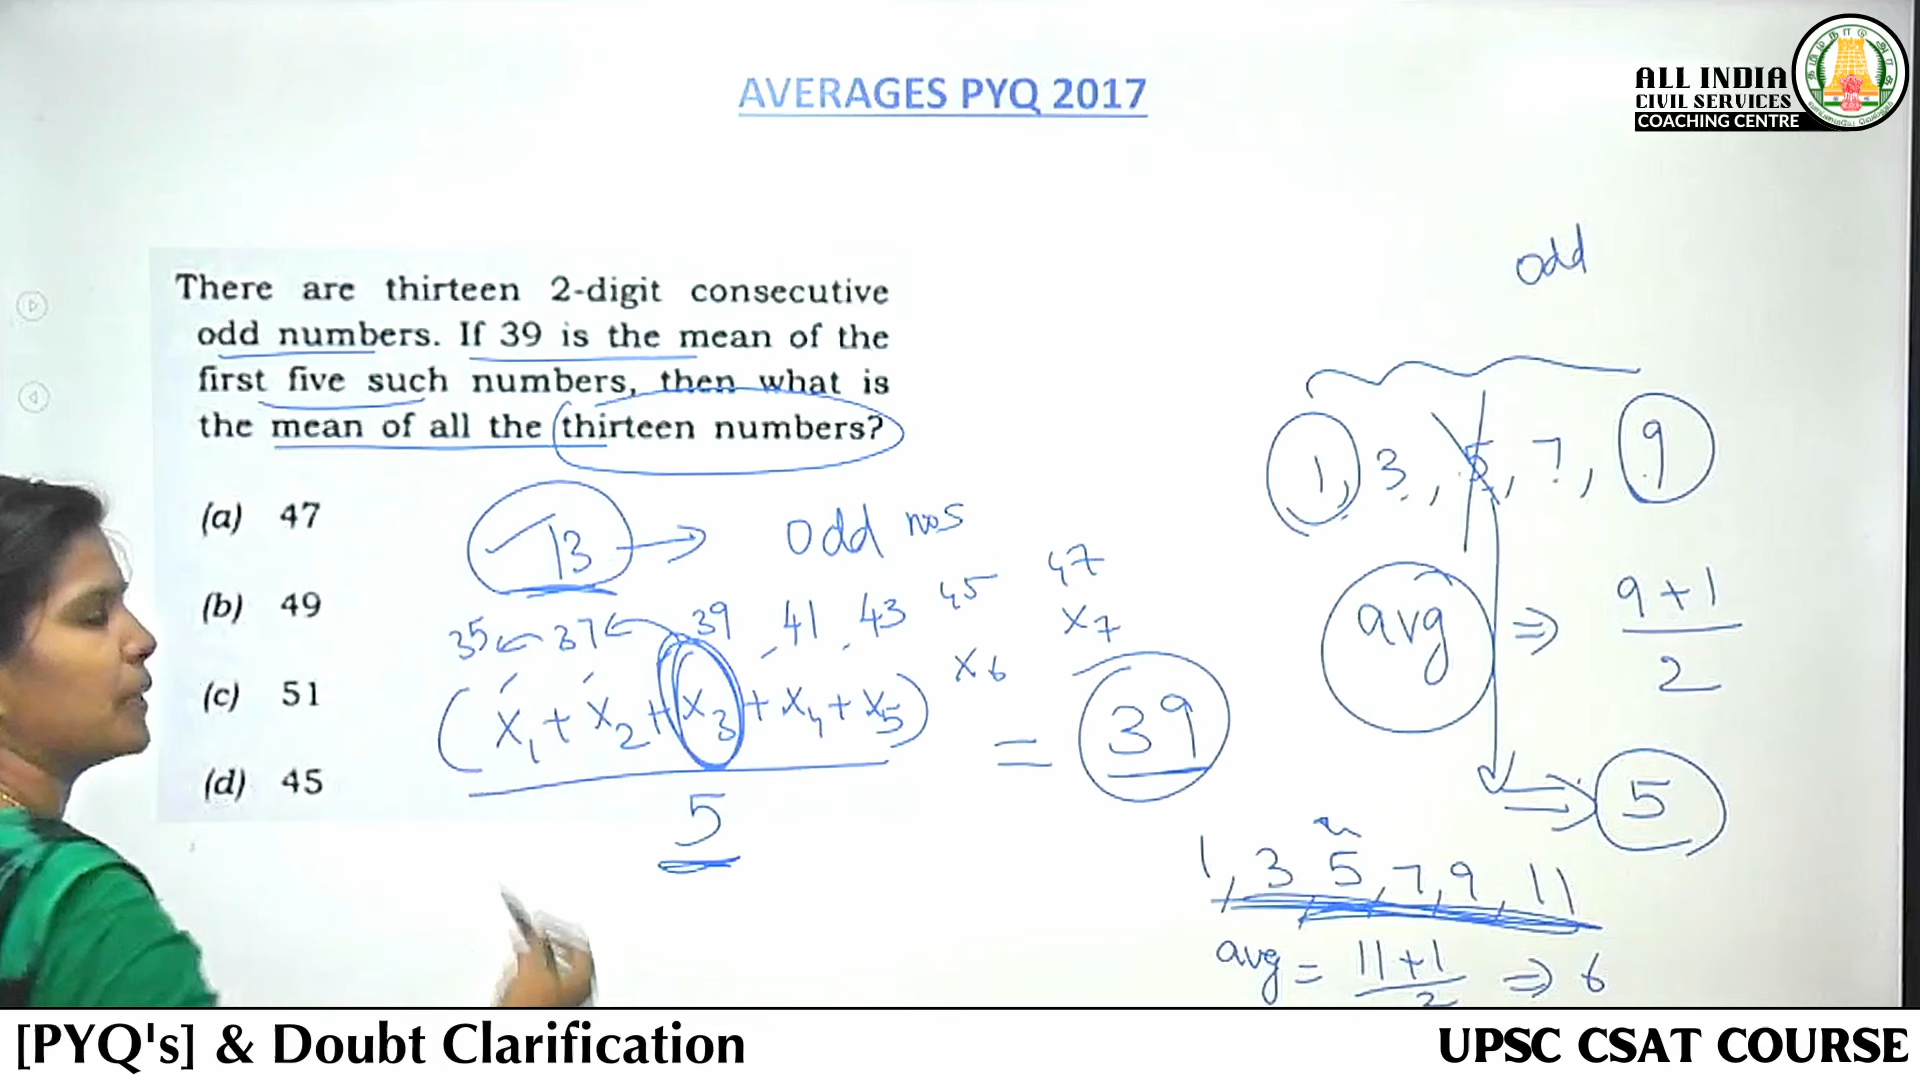 AVERAGES PYQ 2017
ALL INDIA
CIVIL SERVICES
COACHING CENTRE
There are thirteen 2-digit consecutive
odd numbers. If 39 is the mean of the
first five such numbers, then what is
the mean of all the thirteen numbers?
(a) 47
(b) 49
(c) 51
(d) 45
13 → odd nos
35 ← 37 ← 39, 41, 43 45 47
(x₁ + x₂ + x₃ + x₄ + x₅) x₆ x₇
5
= 39
odd
1, 3, 5, 7, 9
avg ⇒ 9+1
2
⇒ 5
1, 3, 5, 7, 9, 11
avg = 11+1 ⇒ 6
2
[PYQ's] & Doubt Clarification
UPSC CSAT COURSE